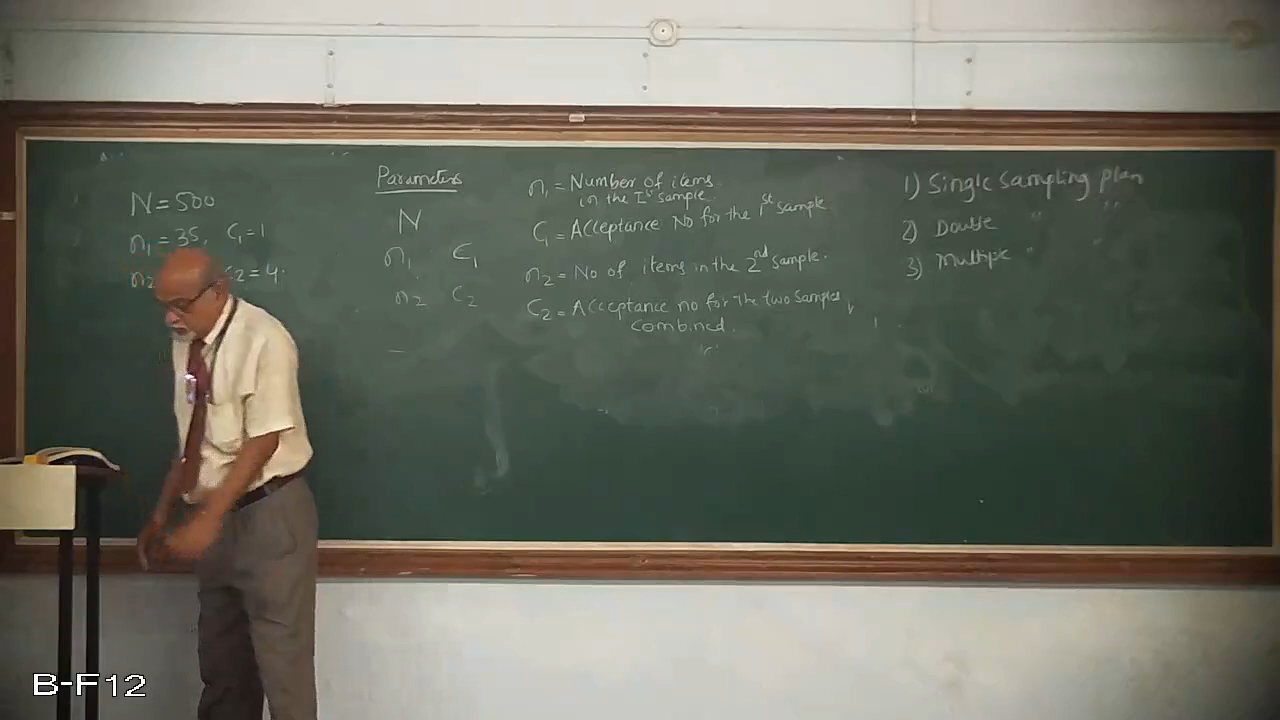 N = 500
n₁ = 35, C₁ = 1
n₂ C₂ = 4.
Parameters
N
n₁ C₁
n₂ C₂
n₁ = Number of items
in the Iˢᵗ sample
C₁ = Acceptance No for the 1ˢᵗ sample
n₂ = No of items in the 2ⁿᵈ sample.
C₂ = Acceptance no for the two samples,
combined.
1) Single Sampling plan
2) Double " "
3) Multiple " "
B-F12